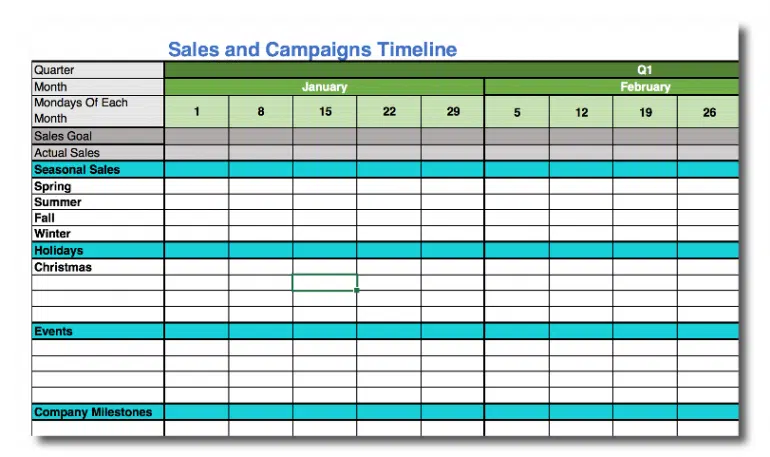 Sales and Campaigns Timeline
Quarter Q1
Month January February
Mondays Of Each
Month 1 8 15 22 29 5 12 19 26
Sales Goal
Actual Sales
Seasonal Sales
Spring
Summer
Fall
Winter
Holidays
Christmas
Events
Company Milestones